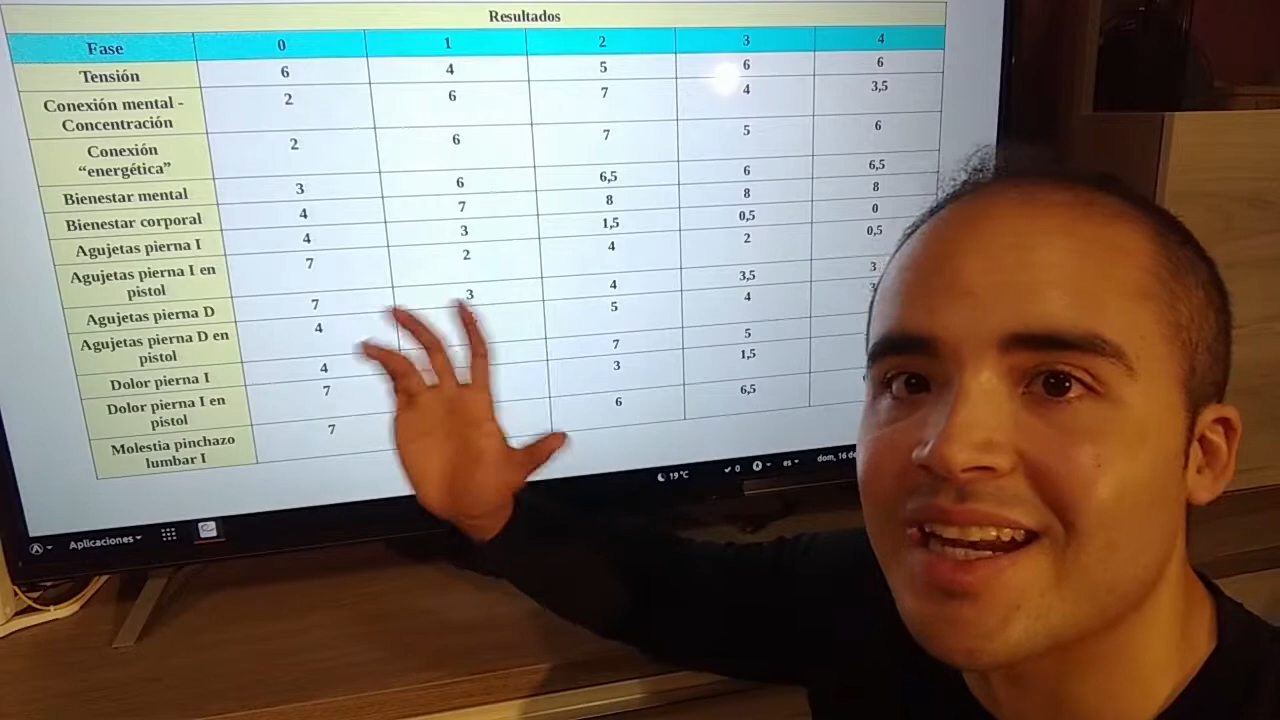 Resultados
Fase 0 1 2 3 4
Tensión 6 4 5 6 6
Conexión mental -
Concentración 2 6 7 4 3,5
Conexión
“energética” 2 6 7 5 6
Bienestar mental 3 6 6,5 6 6,5
Bienestar corporal 4 7 8 8 8
Agujetas pierna I 4 3 1,5 0,5 0
Agujetas pierna I en
pistol 7 2 4 2 0,5
Agujetas pierna D 7 3 4 3,5 3
Agujetas pierna D en
pistol 4 5 4
Dolor pierna I 4 7 5
Dolor pierna I en
pistol 7 3 1,5
Molestia pinchazo
lumbar I 7 6 6,5
Aplicaciones
19 °C 0 es dom, 16 de